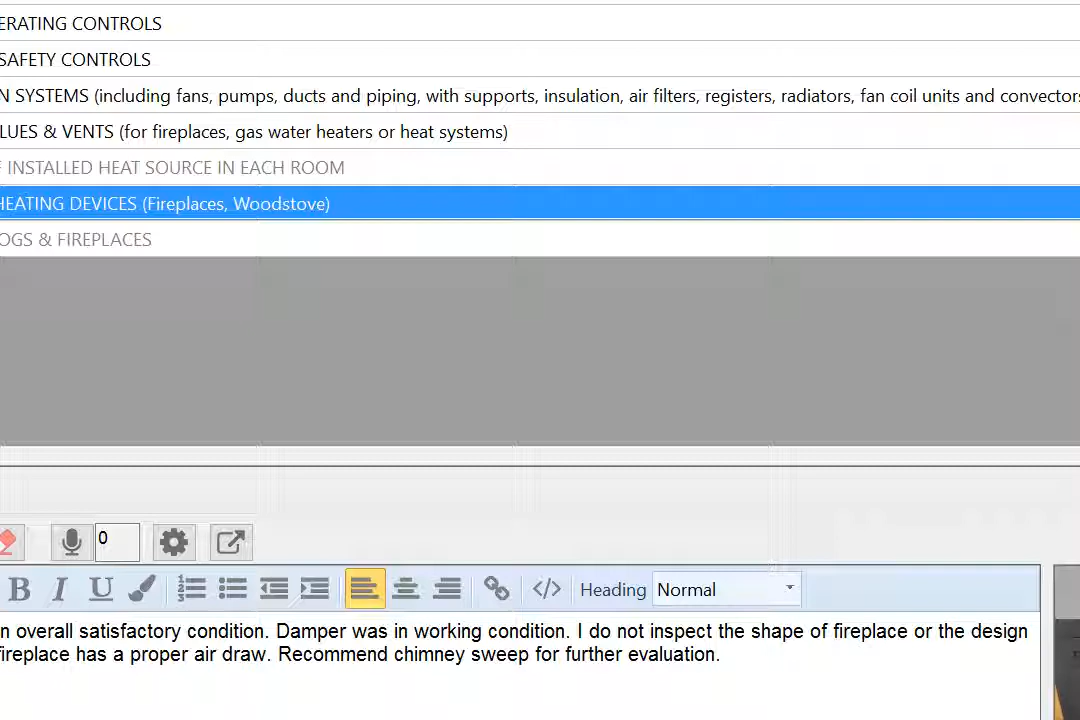 ERATING CONTROLS
SAFETY CONTROLS
N SYSTEMS (including fans, pumps, ducts and piping, with supports, insulation, air filters, registers, radiators, fan coil units and convectors
LUES & VENTS (for fireplaces, gas water heaters or heat systems)
INSTALLED HEAT SOURCE IN EACH ROOM
HEATING DEVICES (Fireplaces, Woodstove)
OGS & FIREPLACES
0
B I U </> Heading Normal
n overall satisfactory condition. Damper was in working condition. I do not inspect the shape of fireplace or the design
fireplace has a proper air draw. Recommend chimney sweep for further evaluation.